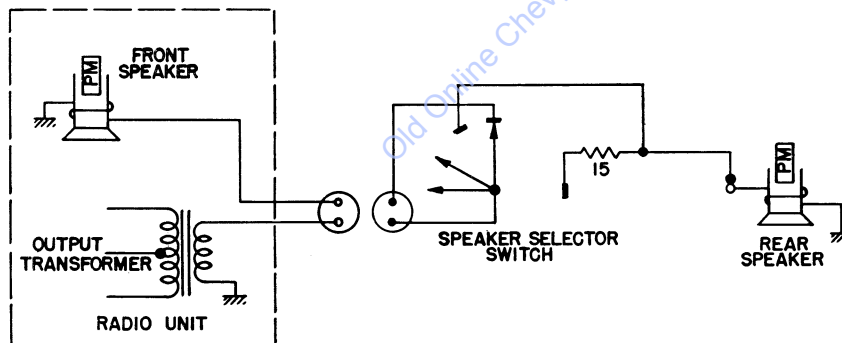 PM
FRONT
SPEAKER
Old Online Chev
15
PM
OUTPUT
TRANSFORMER
SPEAKER SELECTOR
SWITCH
REAR
SPEAKER
RADIO UNIT